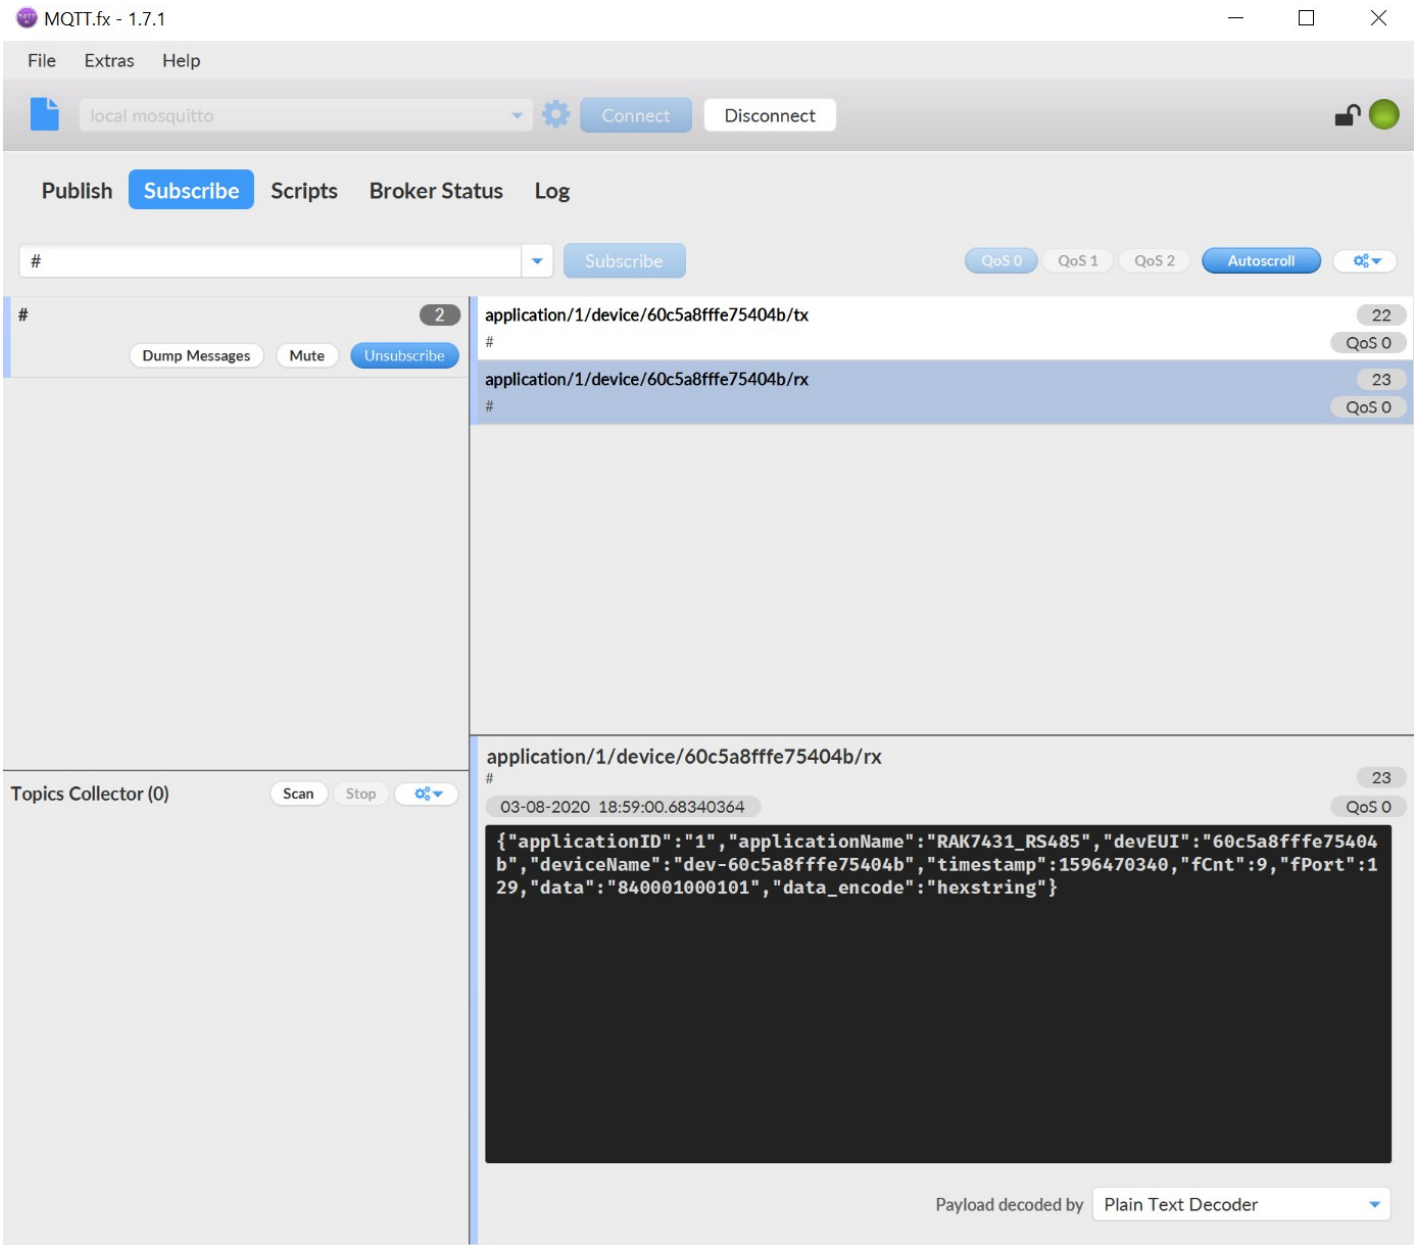 MQTT.fx - 1.7.1
File Extras Help
local mosquitto Connect Disconnect
Publish Subscribe Scripts Broker Status Log
# Subscribe QoS 0 QoS 1 QoS 2 Autoscroll
# 2
Dump Messages Mute Unsubscribe
application/1/device/60c5a8fffe75404b/tx 22
# QoS 0
application/1/device/60c5a8fffe75404b/rx 23
# QoS 0
Topics Collector (0) Scan Stop
application/1/device/60c5a8fffe75404b/rx
# 23
03-08-2020 18:59:00.68340364 QoS 0
{"applicationID":"1","applicationName":"RAK7431_RS485","devEUI":"60c5a8fffe75404
b","deviceName":"dev-60c5a8fffe75404b","timestamp":1596470340,"fCnt":9,"fPort":1
29,"data":"840001000101","data_encode":"hexstring"}
Payload decoded by Plain Text Decoder